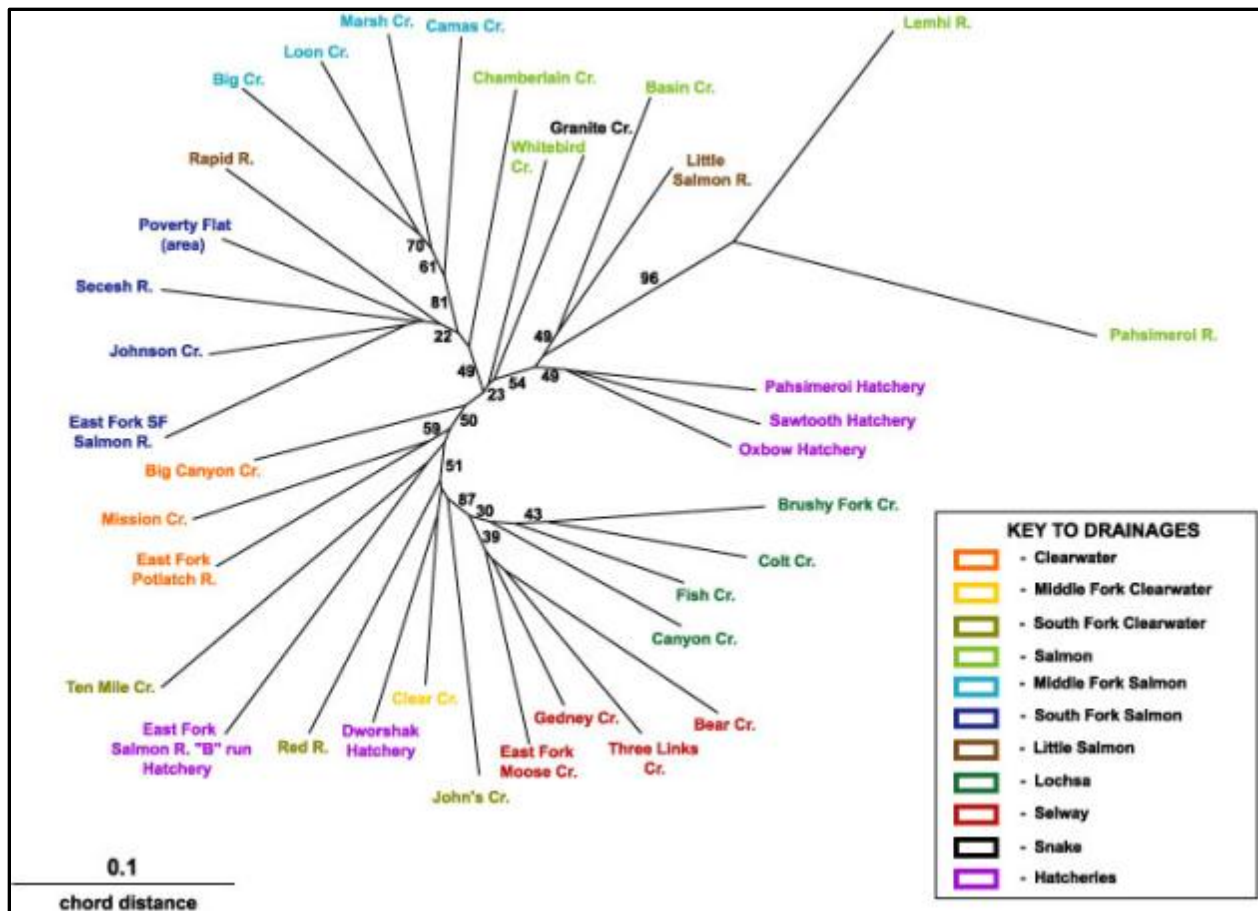 Marsh Cr.
Camas Cr.
Lemhi R.
Loon Cr.
Big Cr.
Chamberlain Cr.
Basin Cr.
Granite Cr.
Whitebird
Cr.
Rapid R.
Little
Salmon R.
Poverty Flat
(area)
Secesh R.
Johnson Cr.
East Fork SF
Salmon R.
Pahsimeroi R.
Pahsimeroi Hatchery
Sawtooth Hatchery
Oxbow Hatchery
Big Canyon Cr.
Mission Cr.
East Fork
Potlatch R.
Brushy Fork Cr.
Colt Cr.
Fish Cr.
Canyon Cr.
Ten Mile Cr.
East Fork
Salmon R. "B" run
Hatchery
Red R.
Dworshak
Hatchery
Clear Cr.
John's Cr.
East Fork
Moose Cr.
Gedney Cr.
Three Links
Cr.
Bear Cr.
70
61
81
22
49
23
54
49
49
96
50
59
51
87
30
43
39
KEY TO DRAINAGES
- Clearwater
- Middle Fork Clearwater
- South Fork Clearwater
- Salmon
- Middle Fork Salmon
- South Fork Salmon
- Little Salmon
- Lochsa
- Selway
- Snake
- Hatcheries
0.1
chord distance